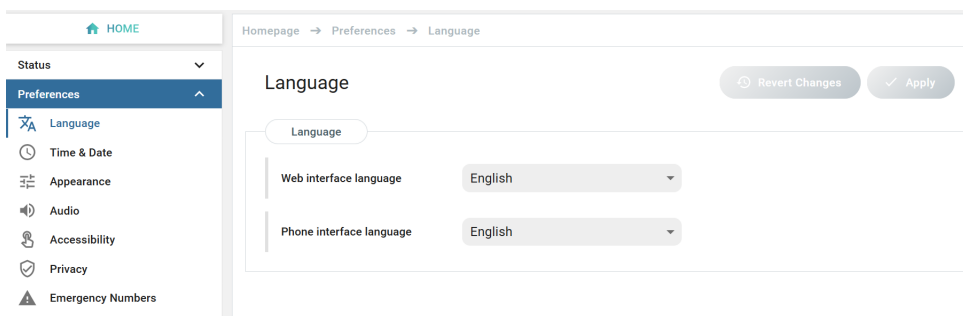 HOME
Homepage → Preferences → Language
Status
Preferences
Language
Time & Date
Appearance
Audio
Accessibility
Privacy
Emergency Numbers
Language
Revert Changes
Apply
Language
Web interface language
English
Phone interface language
English